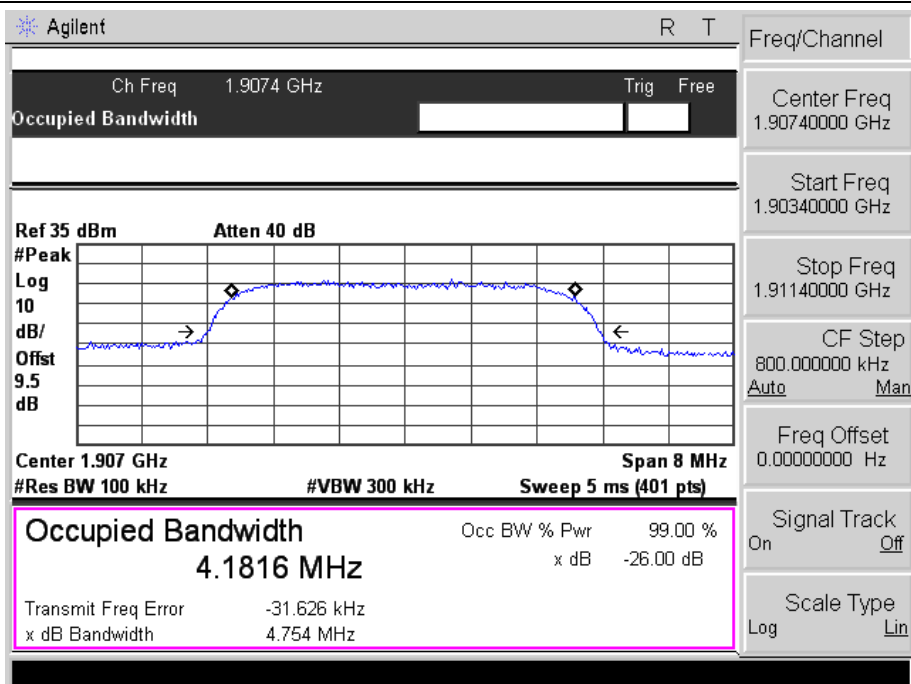 Agilent R T
Ch Freq 1.9074 GHz Trig Free
Occupied Bandwidth
Ref 35 dBm Atten 40 dB
#Peak
Log
10
dB/
Offst
9.5
dB
Center 1.907 GHz Span 8 MHz
#Res BW 100 kHz #VBW 300 kHz Sweep 5 ms (401 pts)
Occupied Bandwidth Occ BW % Pwr 99.00 %
4.1816 MHz x dB -26.00 dB
Transmit Freq Error -31.626 kHz
x dB Bandwidth 4.754 MHz
Freq/Channel
Center Freq
1.90740000 GHz
Start Freq
1.90340000 GHz
Stop Freq
1.91140000 GHz
CF Step
800.000000 kHz
Auto Man
Freq Offset
0.00000000 Hz
Signal Track
On Off
Scale Type
Log Lin